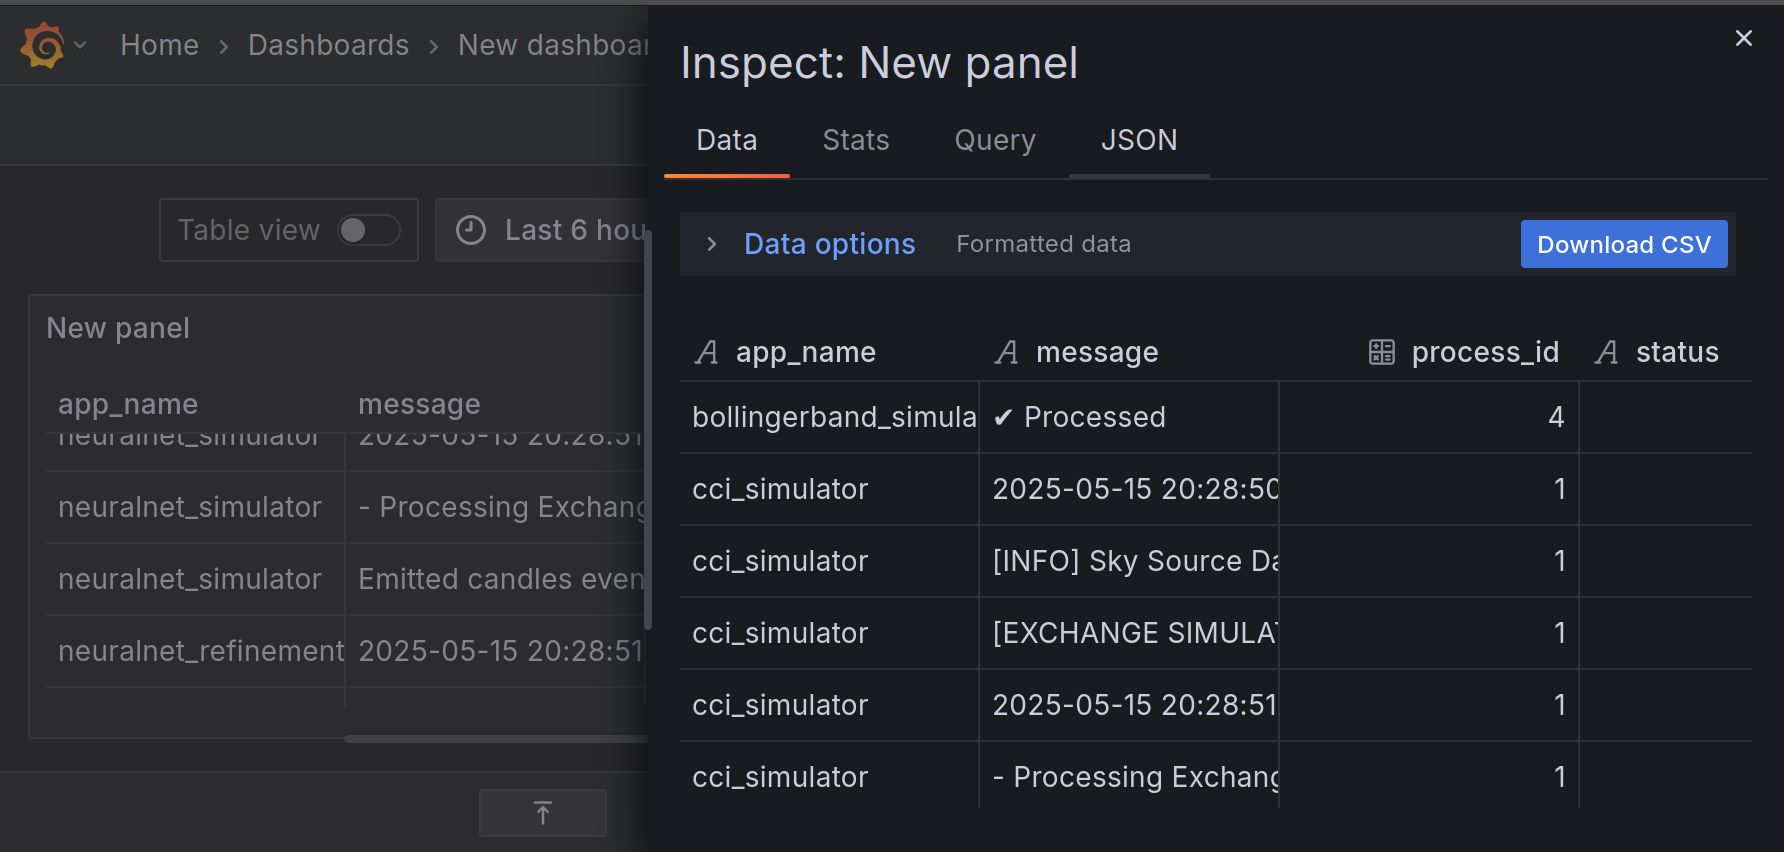 Home › Dashboards › New dashboar
Table view
Last 6 hou
New panel
app_name message
neuralnet_simulator 2025-05-15 20:28:51
neuralnet_simulator - Processing Exchang
neuralnet_simulator Emitted candles even
neuralnet_refinement 2025-05-15 20:28:51
Inspect: New panel
Data Stats Query JSON
Data options Formatted data Download CSV
app_name message process_id status
bollingerband_simula ✔ Processed 4
cci_simulator 2025-05-15 20:28:50 1
cci_simulator [INFO] Sky Source Da 1
cci_simulator [EXCHANGE SIMULAT 1
cci_simulator 2025-05-15 20:28:51 1
cci_simulator - Processing Exchang 1